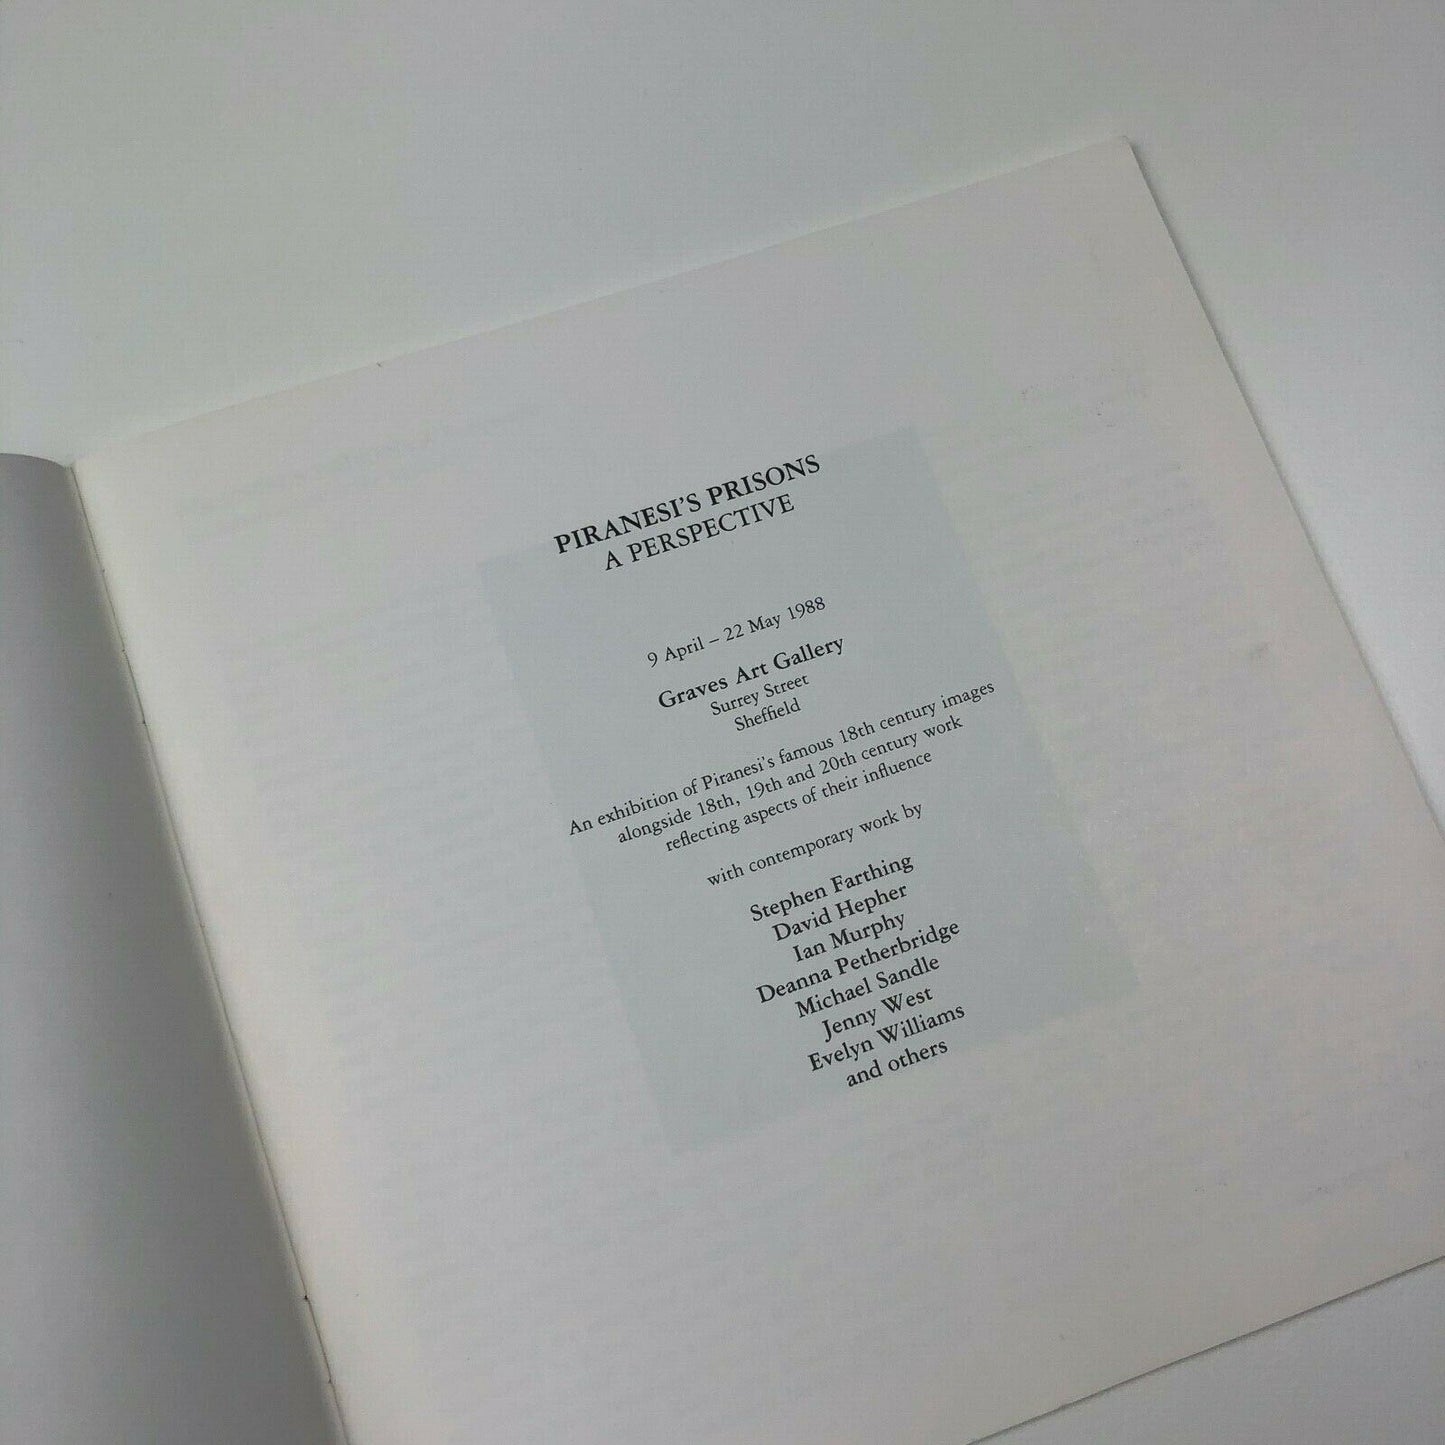 PIRANESI'S PRISONS
A PERSPECTIVE
9 April – 22 May 1988
Graves Art Gallery
Surrey Street
Sheffield
An exhibition of Piranesi's famous 18th century images
alongside 18th, 19th and 20th century work
reflecting aspects of their influence
with contemporary work by
Stephen Farthing
David Hepher
Ian Murphy
Deanna Petherbridge
Michael Sandle
Jenny West
Evelyn Williams
and others